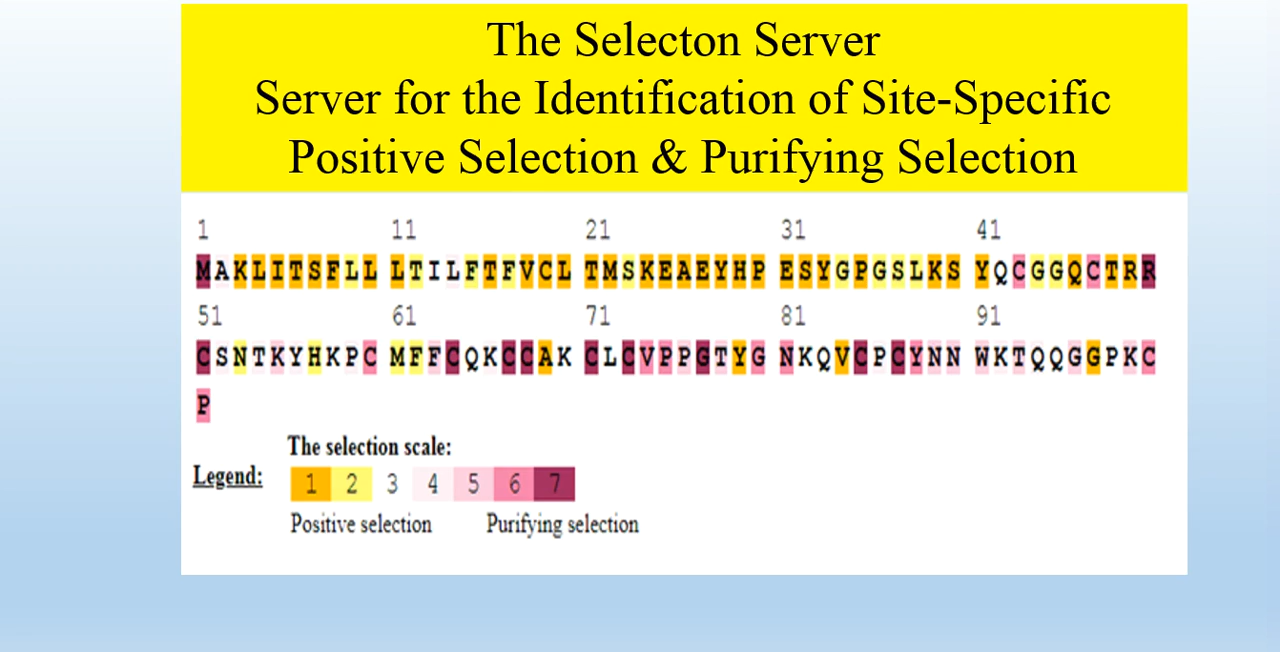 The Selecton Server
Server for the Identification of Site-Specific
Positive Selection & Purifying Selection
1 11 21 31 41
MAKLITSFLL LTILFTFVCL TMSKEAEYHP ESYGPGSLKS YQCGGQCTRR
51 61 71 81 91
CSNTKYHKPC MFFCQKCCAK CLCVPPGTYG NKQVCPCYNN WKTQQGGPKC
P
The selection scale:
Legend: 1 2 3 4 5 6 7
Positive selection Purifying selection